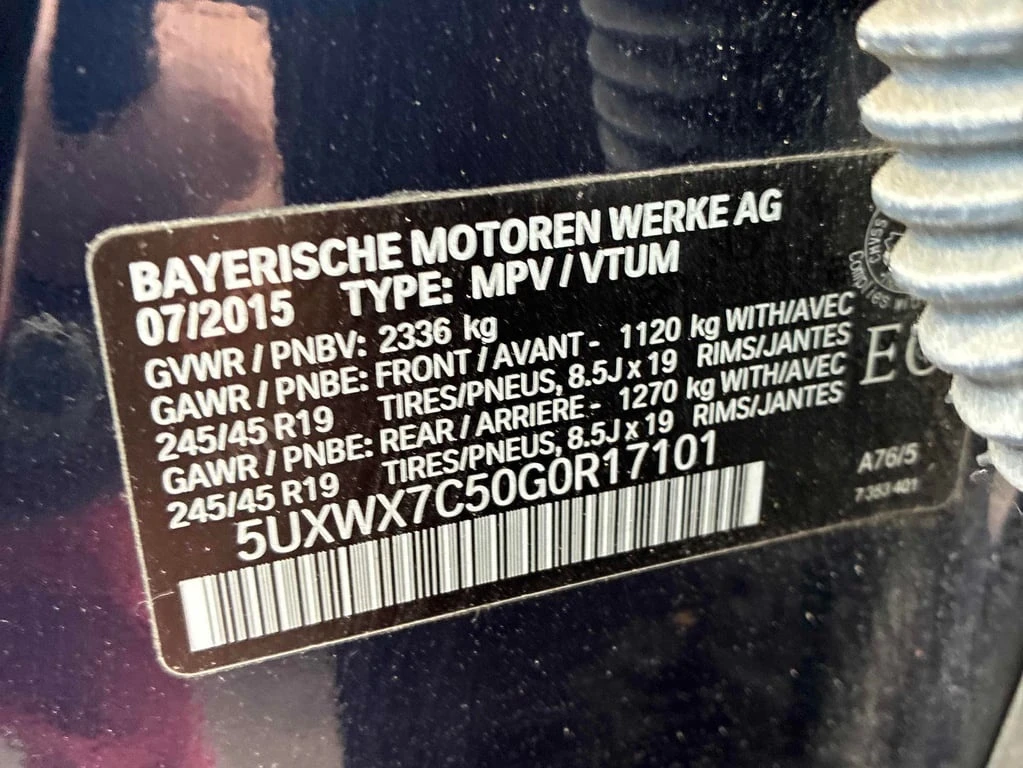 BAYERISCHE MOTOREN WERKE AG
07/2015 TYPE: MPV / VTUM
GVWR / PNBV: 2336 kg
GAWR / PNBE: FRONT / AVANT - 1120 kg WITH/AVEC
245/45 R19 TIRES/PNEUS, 8.5J x 19 RIMS/JANTES
GAWR / PNBE: REAR / ARRIERE - 1270 kg WITH/AVEC
245/45 R19 TIRES/PNEUS, 8.5J x 19 RIMS/JANTES
5UXWX7C50G0R17101
CMVSS
Complies
A76/5
7 353 401